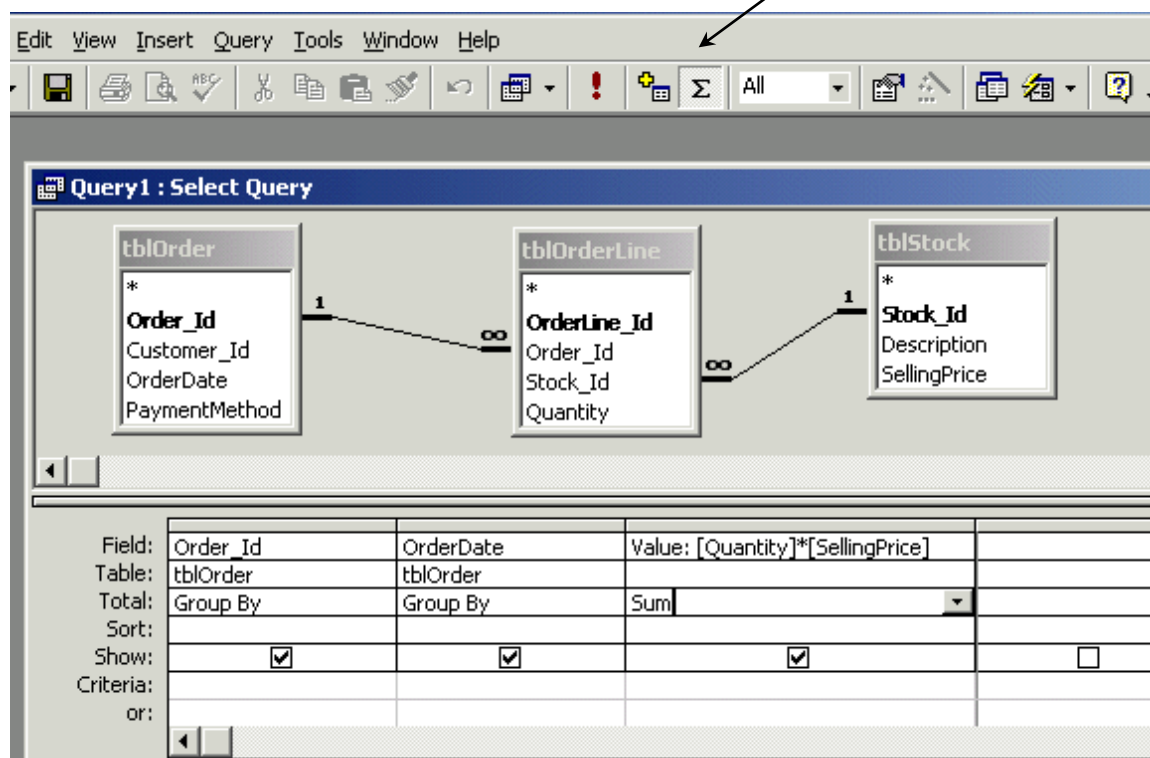 Edit View Insert Query Tools Window Help
ABC Σ All
Query1 : Select Query
tblOrder
*
Order_Id
Customer_Id
OrderDate
PaymentMethod
1
∞
tblOrderLine
*
OrderLine_Id
Order_Id
Stock_Id
Quantity
∞
1
tblStock
*
Stock_Id
Description
SellingPrice
Field: Order_Id OrderDate Value: [Quantity]*[SellingPrice]
Table: tblOrder tblOrder
Total: Group By Group By Sum
Sort:
Show:
Criteria:
or: